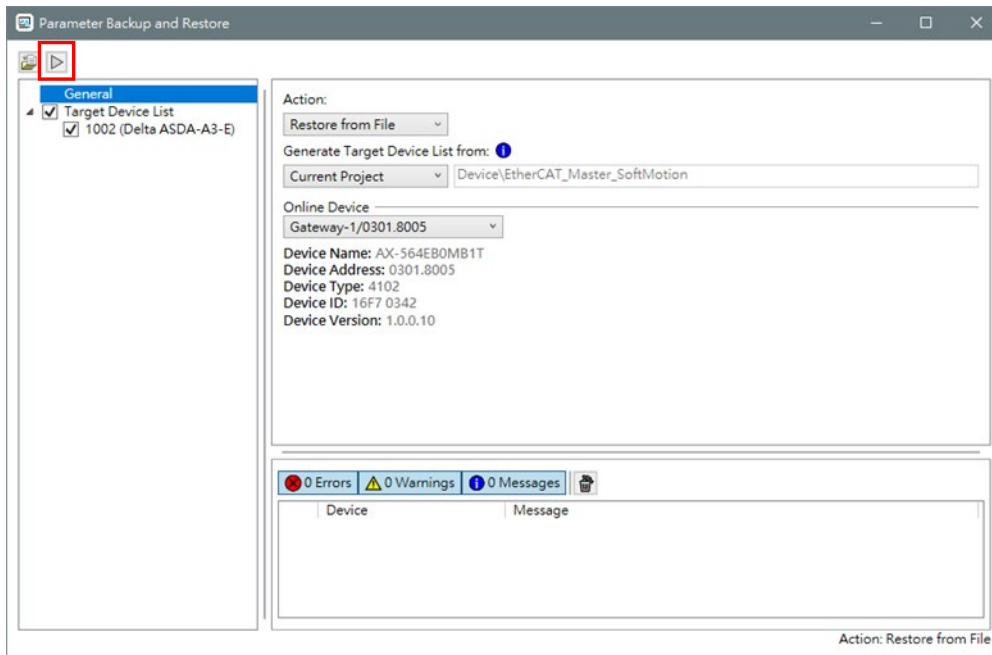 Parameter Backup and Restore
General
Target Device List
1002 (Delta ASDA-A3-E)
Action:
Restore from File
Generate Target Device List from:
Current Project
Device\EtherCAT_Master_SoftMotion
Online Device
Gateway-1/0301.8005
Device Name: AX-564EB0MB1T
Device Address: 0301.8005
Device Type: 4102
Device ID: 16F7 0342
Device Version: 1.0.0.10
0 Errors 0 Warnings 0 Messages
Device Message
Action: Restore from File